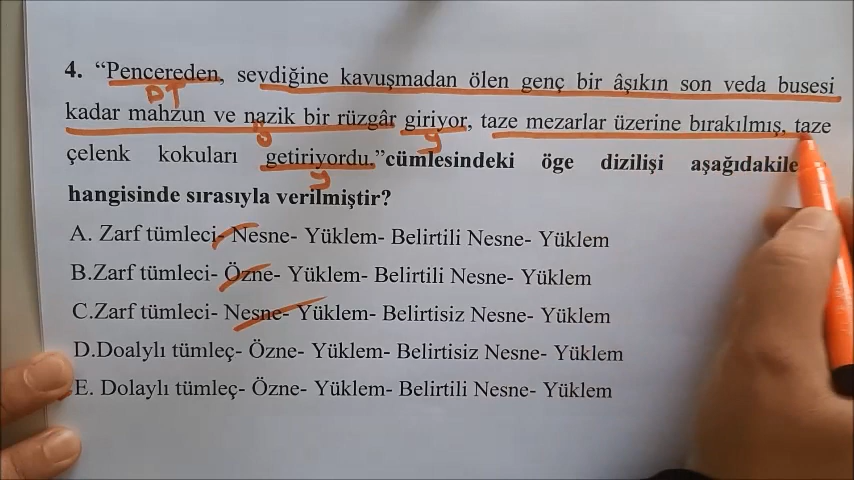 4. “Pencereden, sevdiğine kavuşmadan ölen genç bir âşıkın son veda busesi
DT
kadar mahzun ve nazik bir rüzgâr giriyor, taze mezarlar üzerine bırakılmış, taze
Ö y
çelenk kokuları getiriyordu.”cümlesindeki öge dizilişi aşağıdakile
y
hangisinde sırasıyla verilmiştir?
A. Zarf tümleci- Nesne- Yüklem- Belirtili Nesne- Yüklem
B.Zarf tümleci- Özne- Yüklem- Belirtili Nesne- Yüklem
C.Zarf tümleci- Nesne- Yüklem- Belirtisiz Nesne- Yüklem
D.Doalylı tümleç- Özne- Yüklem- Belirtisiz Nesne- Yüklem
E. Dolaylı tümleç- Özne- Yüklem- Belirtili Nesne- Yüklem